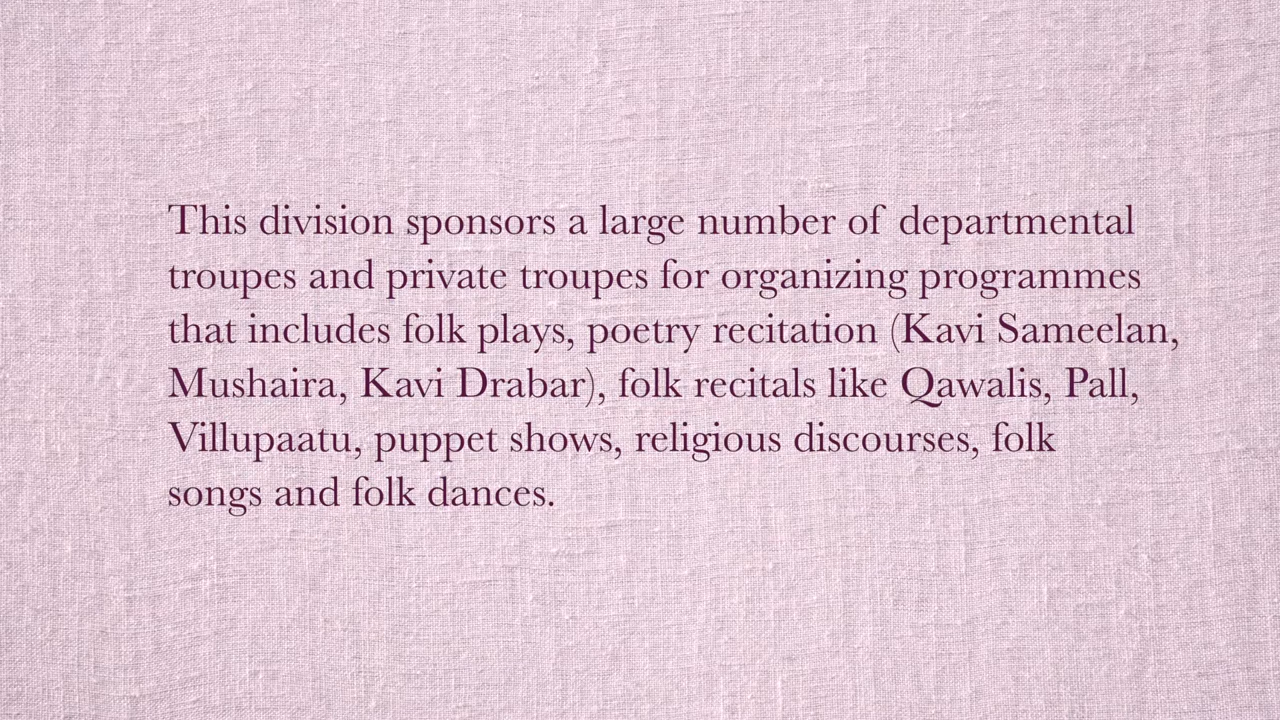 This division sponsors a large number of departmental
troupes and private troupes for organizing programmes
that includes folk plays, poetry recitation (Kavi Sameelan,
Mushaira, Kavi Drabar), folk recitals like Qawalis, Pall,
Villupaatu, puppet shows, religious discourses, folk
songs and folk dances.